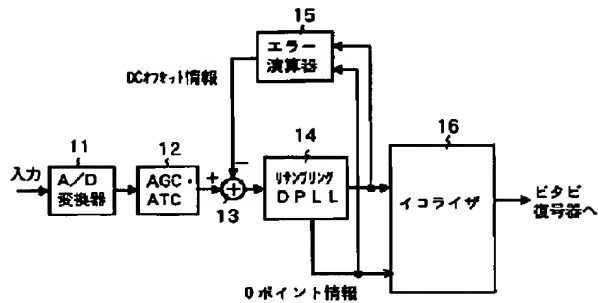 15
エラー
演算器
DCオフセット情報
11
12
14
16
入力
A/D
変換器
AGC・
ATC
+
−
13
リサンプリング
DPLL
イコライザ
ビタビ
復号器へ
0ポイント情報